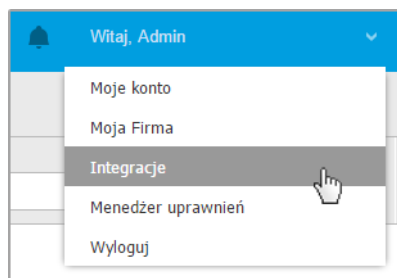 Witaj, Admin
Moje konto
Moja Firma
Integracje
Menedżer uprawnień
Wyloguj